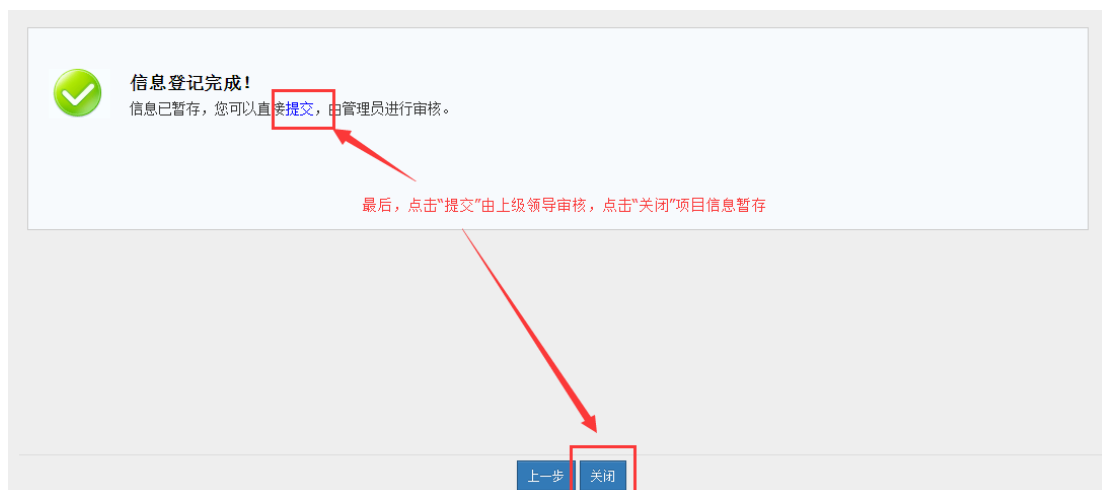 信息登记完成！
信息已暂存，您可以直接提交，由管理员进行审核。
最后，点击“提交”由上级领导审核，点击“关闭”项目信息暂存
上一步 关闭